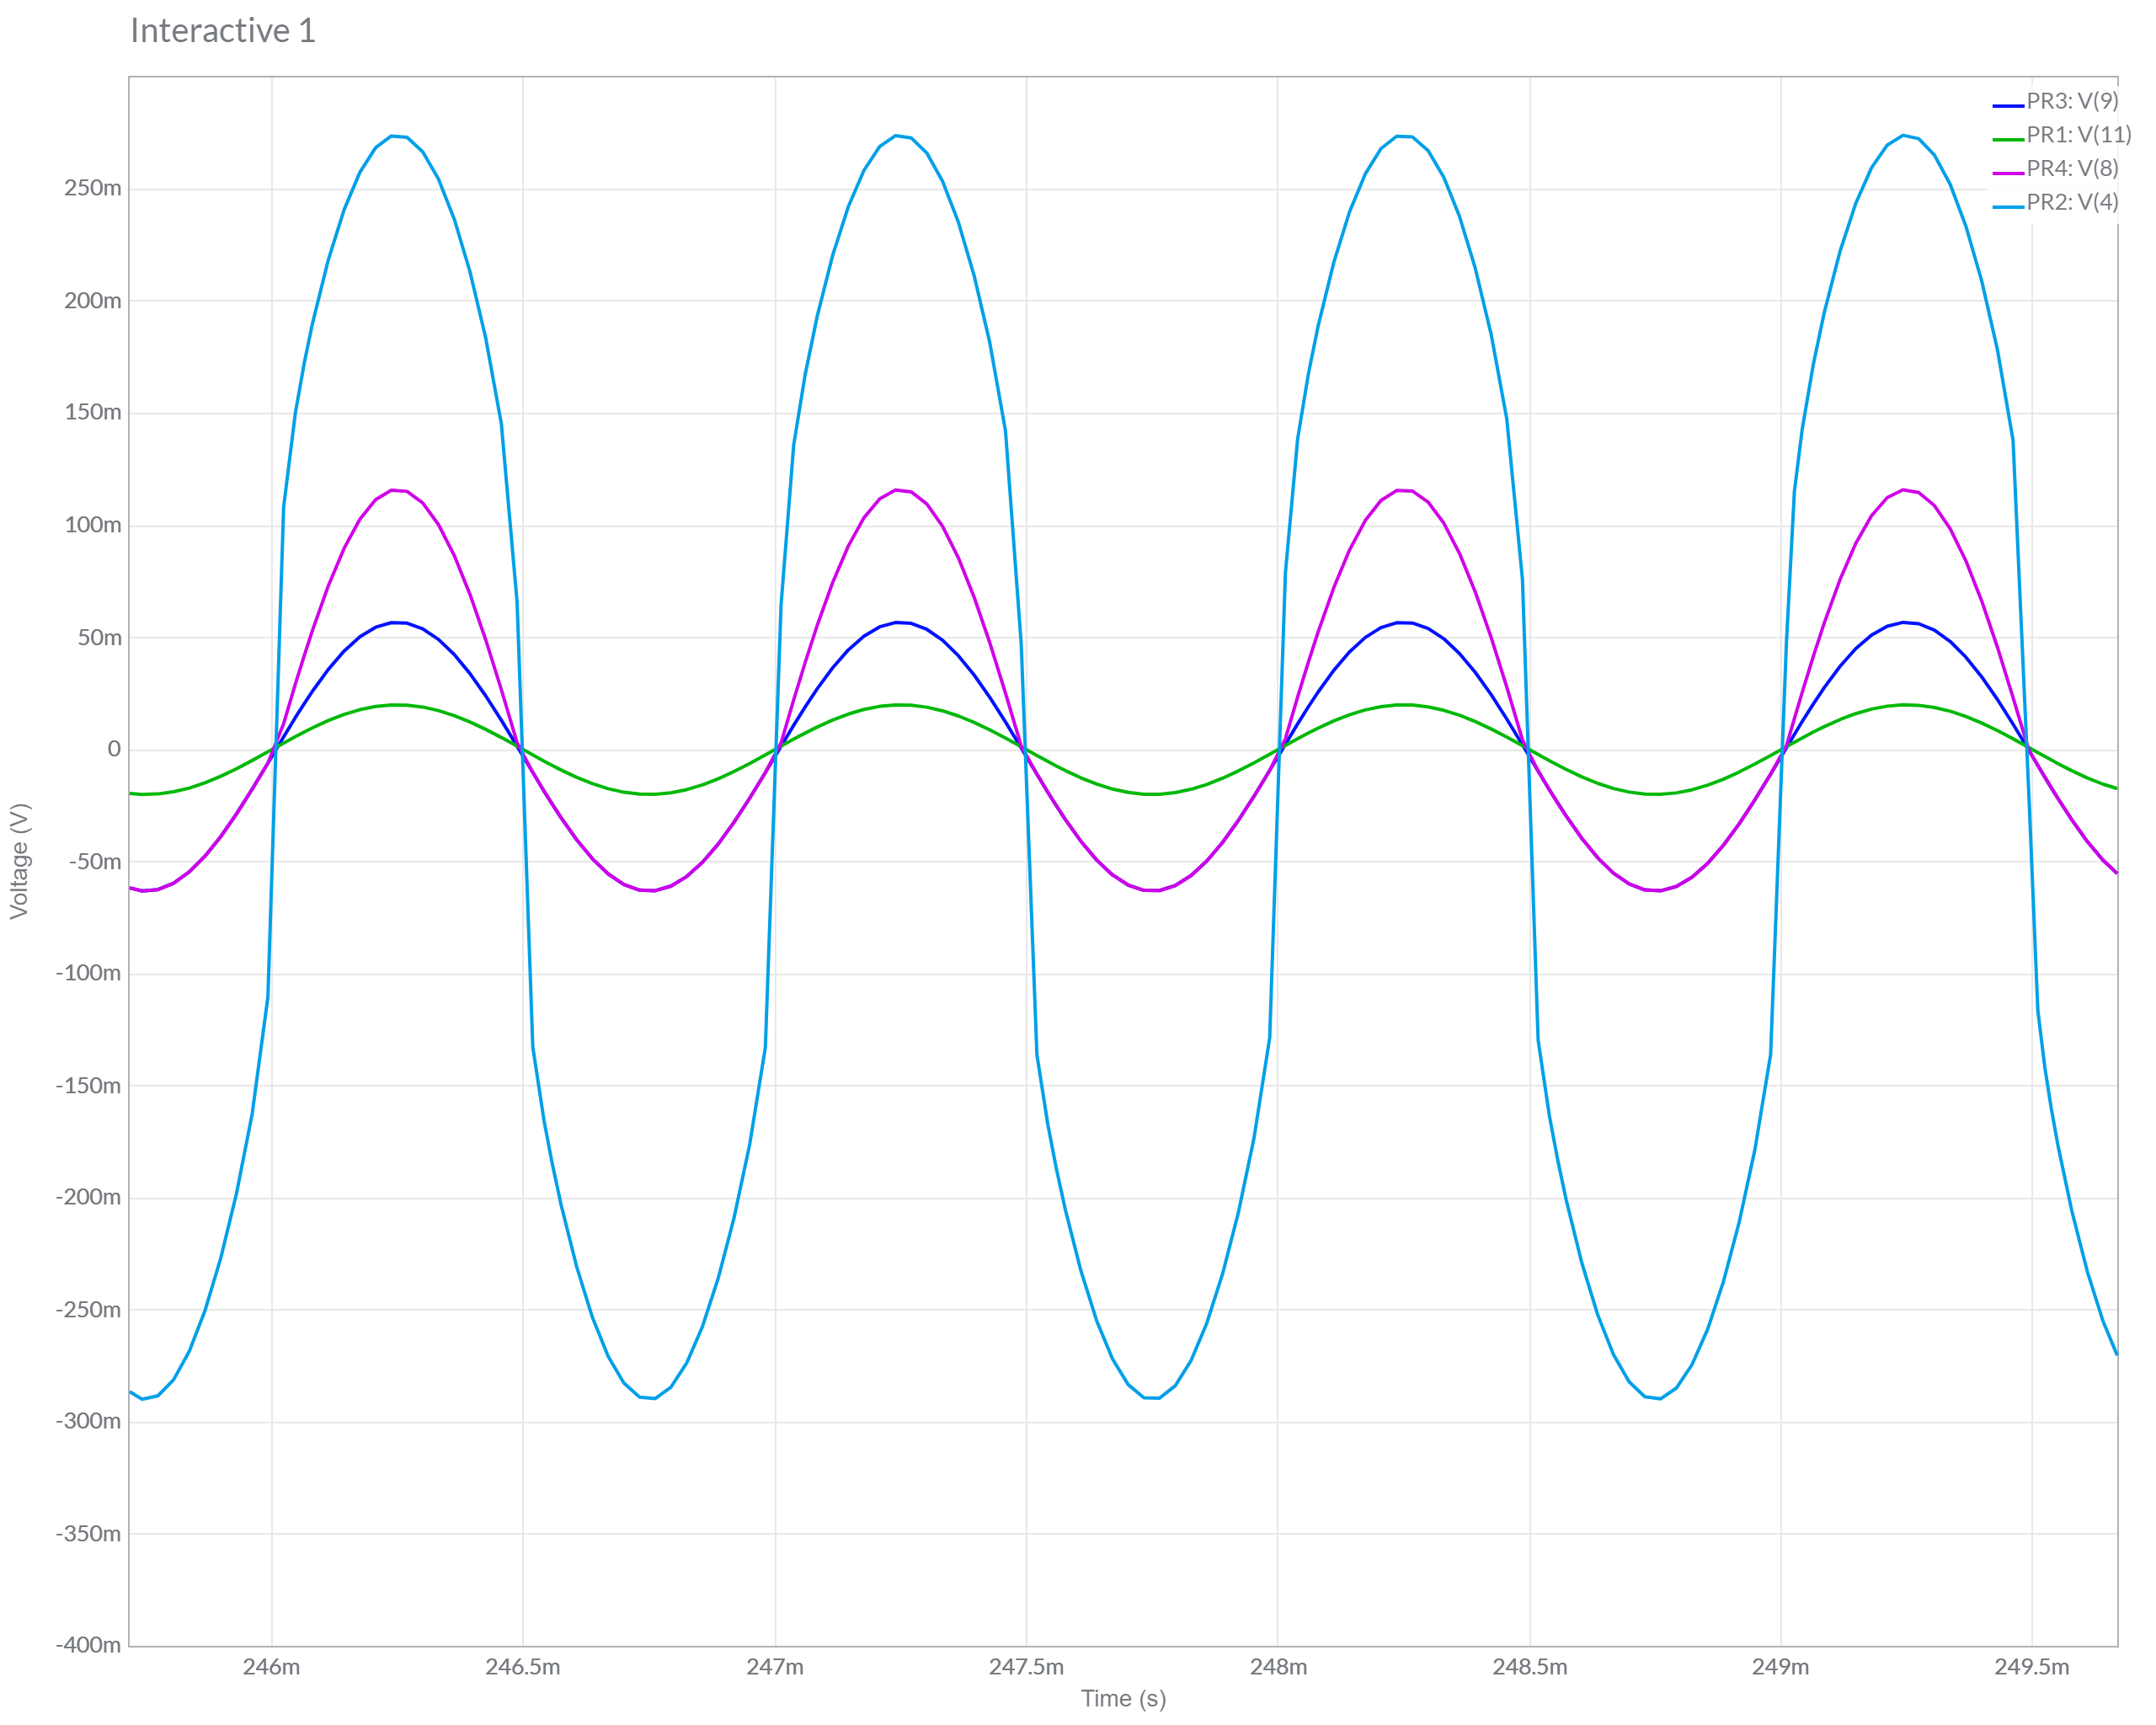 Interactive 1
PR3: V(9)
PR1: V(11)
PR4: V(8)
PR2: V(4)
250m
200m
150m
100m
50m
0
-50m
-100m
-150m
-200m
-250m
-300m
-350m
-400m
Voltage (V)
246m 246.5m 247m 247.5m 248m 248.5m 249m 249.5m
Time (s)